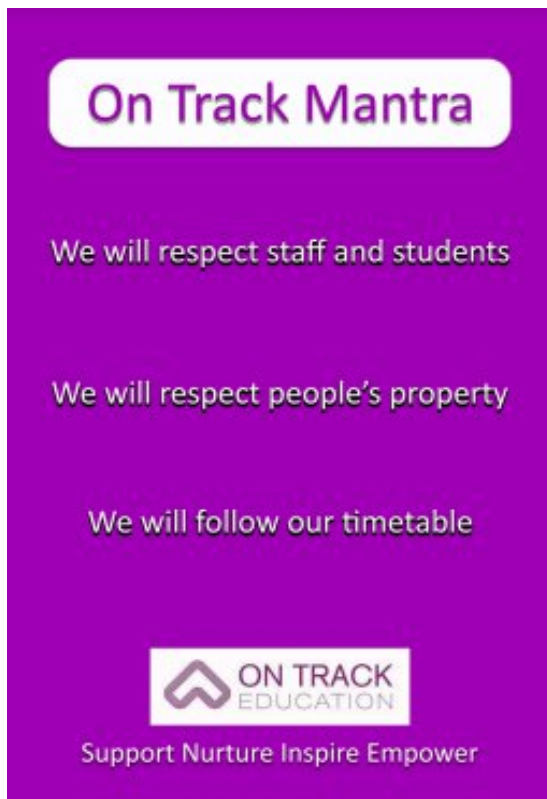 On Track Mantra
We will respect staff and students
We will respect people’s property
We will follow our timetable
ON TRACK
EDUCATION
Support Nurture Inspire Empower